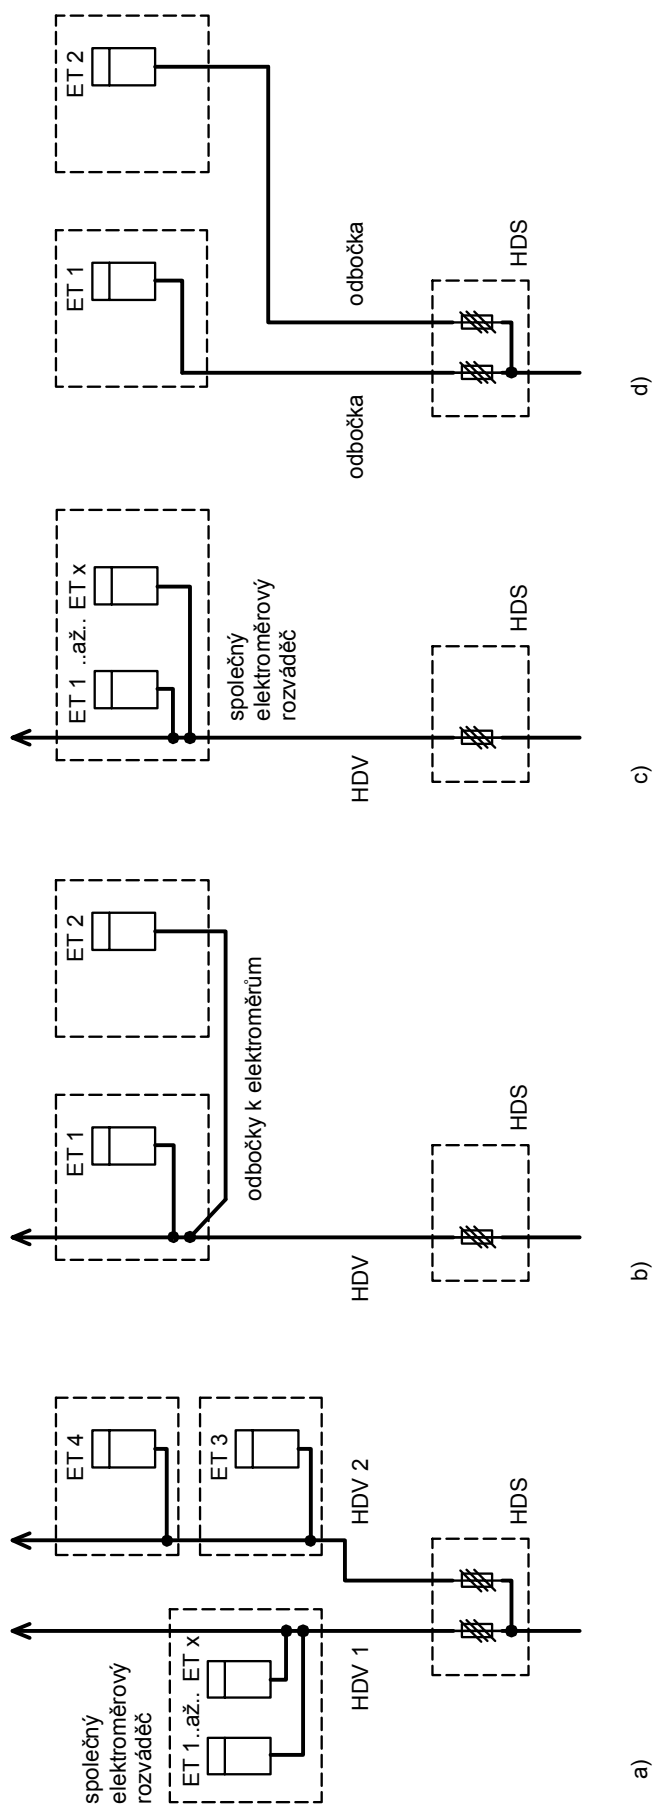 společný
elektroměrový
rozváděč
ET 1 ..až.. ET x
ET 4
ET 3
HDV 1
HDV 2
HDS
a)
ET 1
ET 2
odbočky k elektroměrům
HDV
HDS
b)
ET 1 ..až.. ET x
společný
elektroměrový
rozváděč
HDV
HDS
c)
ET 1
ET 2
odbočka
odbočka
HDS
d)